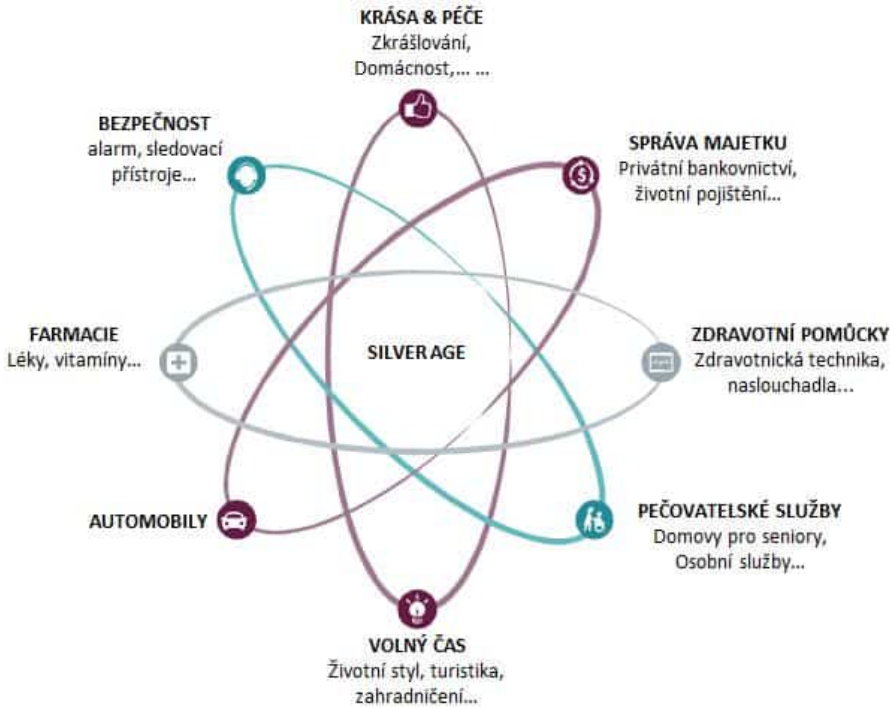 KRÁSA & PÉČE
Zkrášlování,
Domácnost,... ...
BEZPEČNOST
alarm, sledovací
přístroje...
SPRÁVA MAJETKU
Privátní bankovnictví,
životní pojištění...
FARMACIE
Léky, vitamíny...
SILVER AGE
ZDRAVOTNÍ POMŮCKY
Zdravotnická technika,
naslouchadla...
AUTOMOBILY
PEČOVATELSKÉ SLUŽBY
Domovy pro seniory,
Osobní služby...
VOLNÝ ČAS
Životní styl, turistika,
zahradničení...